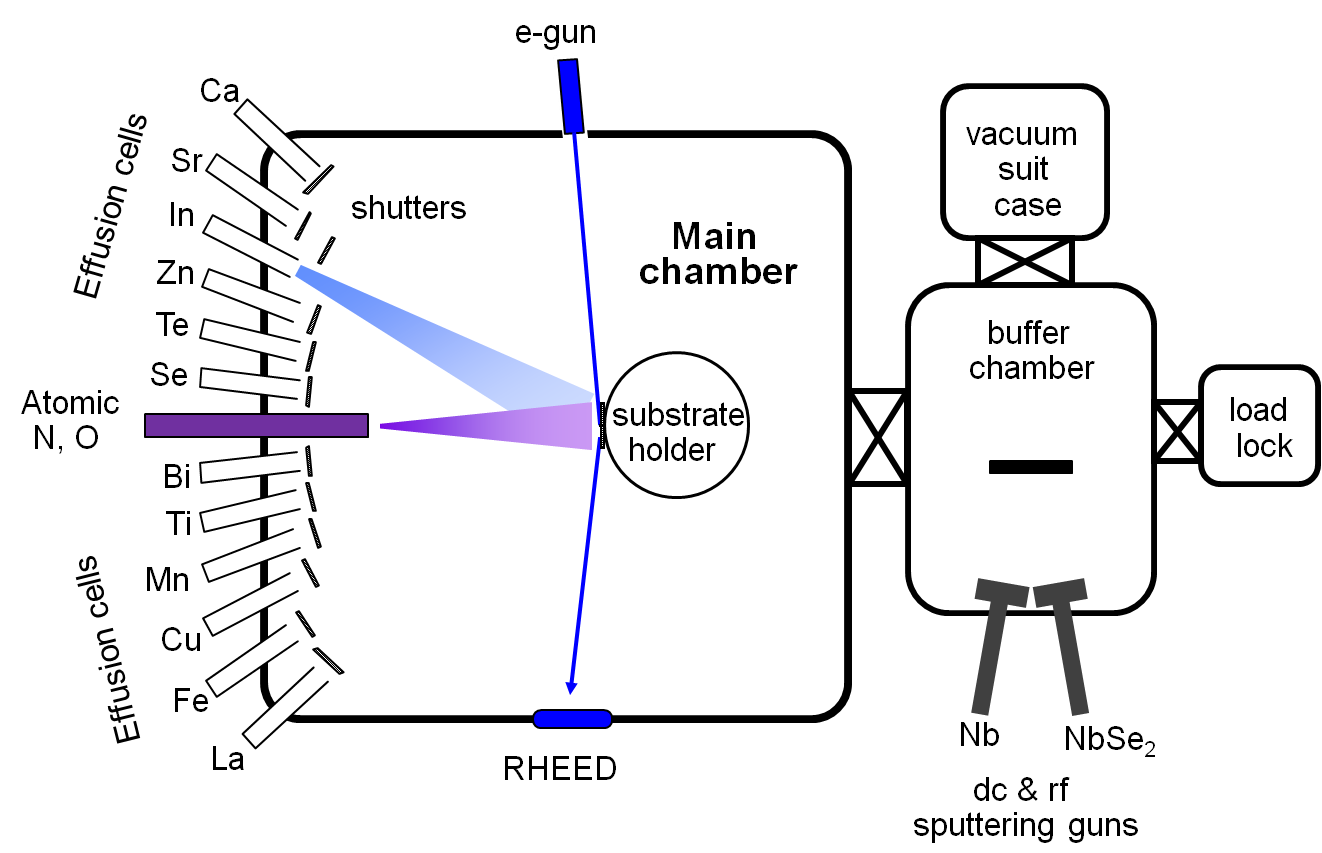 e-gun
Ca
Effusion cells
Sr
In
Zn
Te
Se
shutters
Main
chamber
vacuum
suit
case
buffer
chamber
Atomic
N, O
substrate
holder
load
lock
Bi
Ti
Mn
Cu
Fe
La
Effusion cells
RHEED
Nb
NbSe₂
dc & rf
sputtering guns